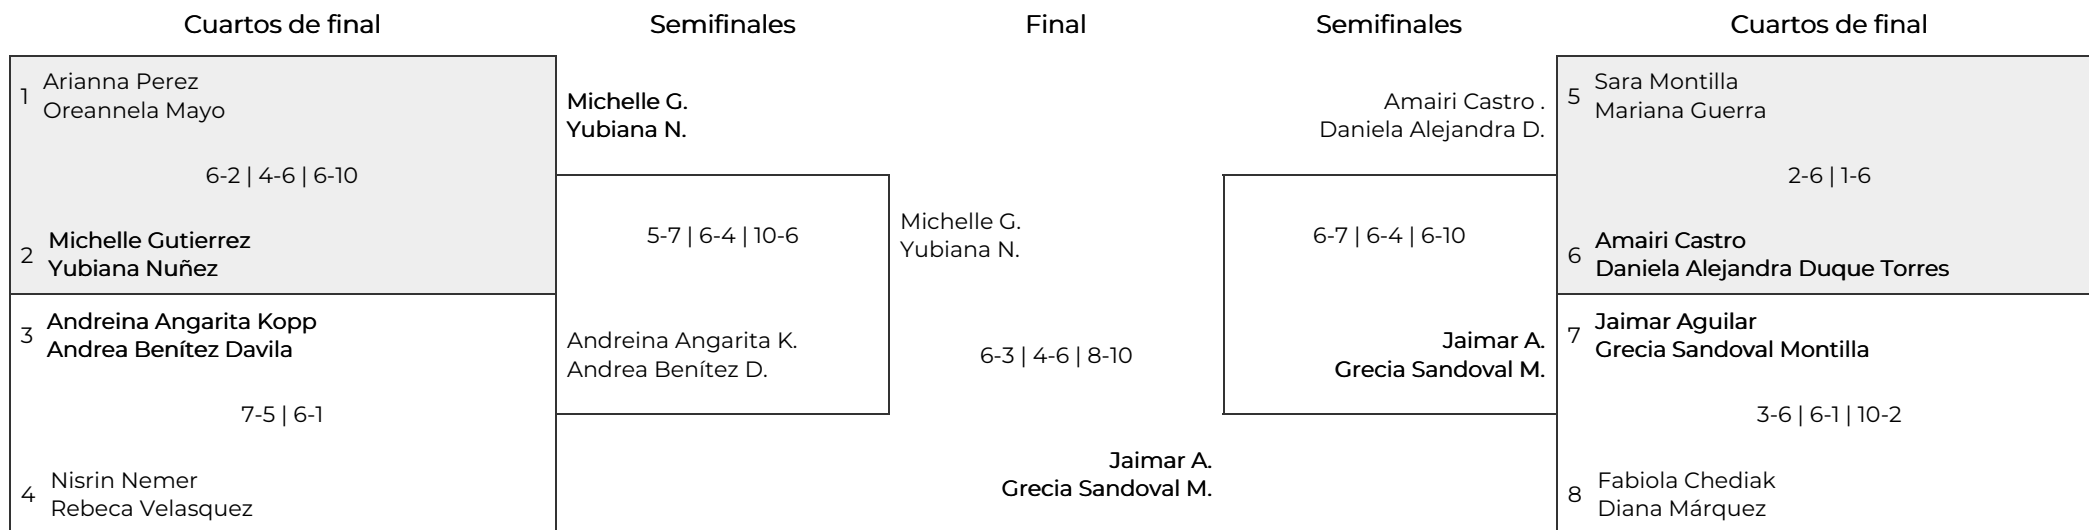 Cuartos de final
Semifinales
Final
Semifinales
Cuartos de final
1
Arianna Perez
Oreannela Mayo
6-2 | 4-6 | 6-10
2
Michelle Gutierrez
Yubiana Nuñez
3
Andreina Angarita Kopp
Andrea Benítez Davila
7-5 | 6-1
4
Nisrin Nemer
Rebeca Velasquez
Michelle G.
Yubiana N.
5-7 | 6-4 | 10-6
Andreina Angarita K.
Andrea Benítez D.
Michelle G.
Yubiana N.
6-3 | 4-6 | 8-10
Jaimar A.
Grecia Sandoval M.
Amairi Castro .
Daniela Alejandra D.
6-7 | 6-4 | 6-10
Jaimar A.
Grecia Sandoval M.
5
Sara Montilla
Mariana Guerra
2-6 | 1-6
6
Amairi Castro
Daniela Alejandra Duque Torres
7
Jaimar Aguilar
Grecia Sandoval Montilla
3-6 | 6-1 | 10-2
8
Fabiola Chediak
Diana Márquez